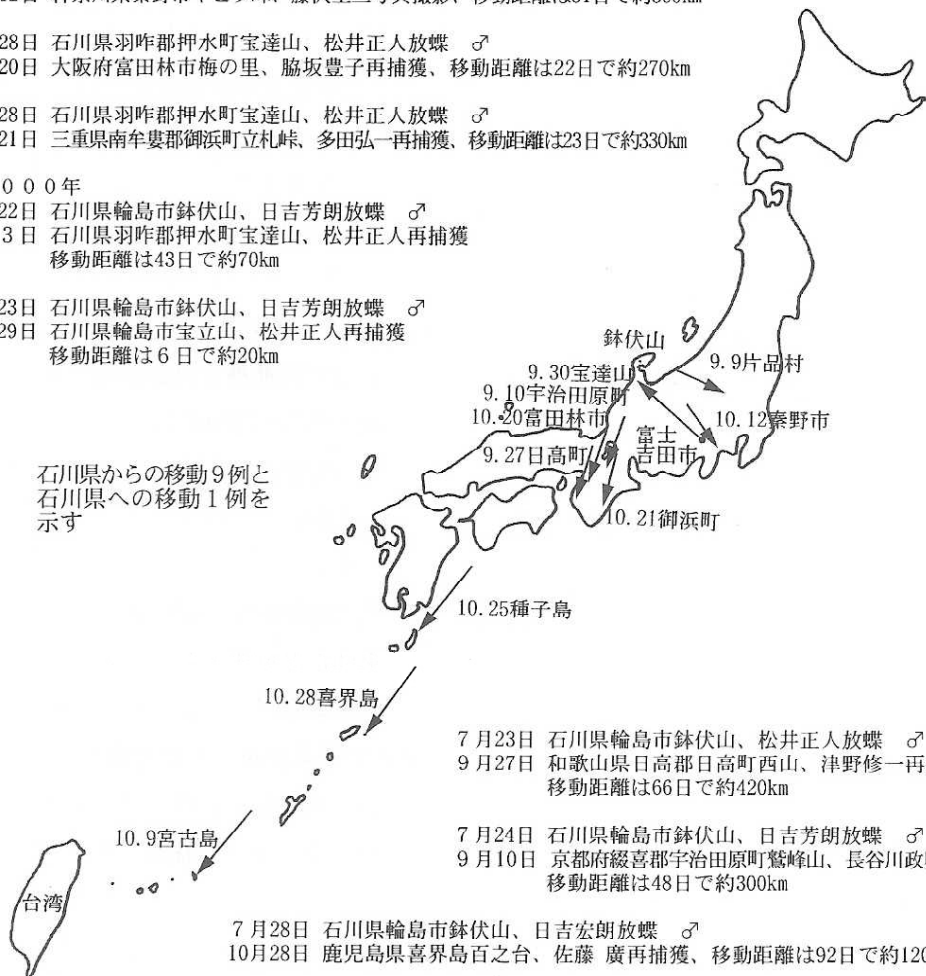 28日 石川県羽咋郡押水町宝達山、松井正人放蝶　♂
20日 大阪府富田林市梅の里、脇坂豊子再捕獲、移動距離は22日で約270km
28日 石川県羽咋郡押水町宝達山、松井正人放蝶　♂
21日 三重県南牟婁郡御浜町立札峠、多田弘一再捕獲、移動距離は23日で約330km
０００年
22日 石川県輪島市鉢伏山、日吉芳朗放蝶　♂
3日 石川県羽咋郡押水町宝達山、松井正人再捕獲
移動距離は43日で約70km
23日 石川県輪島市鉢伏山、日吉芳朗放蝶　♂
29日 石川県輪島市宝立山、松井正人再捕獲
移動距離は６日で約20km
鉢伏山
9.30宝達山
9.9片品村
9.10宇治田原町
10.20富田林市
10.12秦野市
富士
吉田市
9.27日高町
10.21御浜町
石川県からの移動９例と
石川県への移動１例を
示す
10.25種子島
10.28喜界島
10.9宮古島
台湾
7月23日 石川県輪島市鉢伏山、松井正人放蝶　♂
9月27日 和歌山県日高郡日高町西山、津野修一再
移動距離は66日で約420km
7月24日 石川県輪島市鉢伏山、日吉芳朗放蝶　♂
9月10日 京都府綴喜郡宇治田原町鷲峰山、長谷川政
移動距離は48日で約300km
7月28日 石川県輪島市鉢伏山、日吉宏朗放蝶　♂
10月28日 鹿児島県喜界島百之台、佐藤 廣再捕獲、移動距離は92日で約120